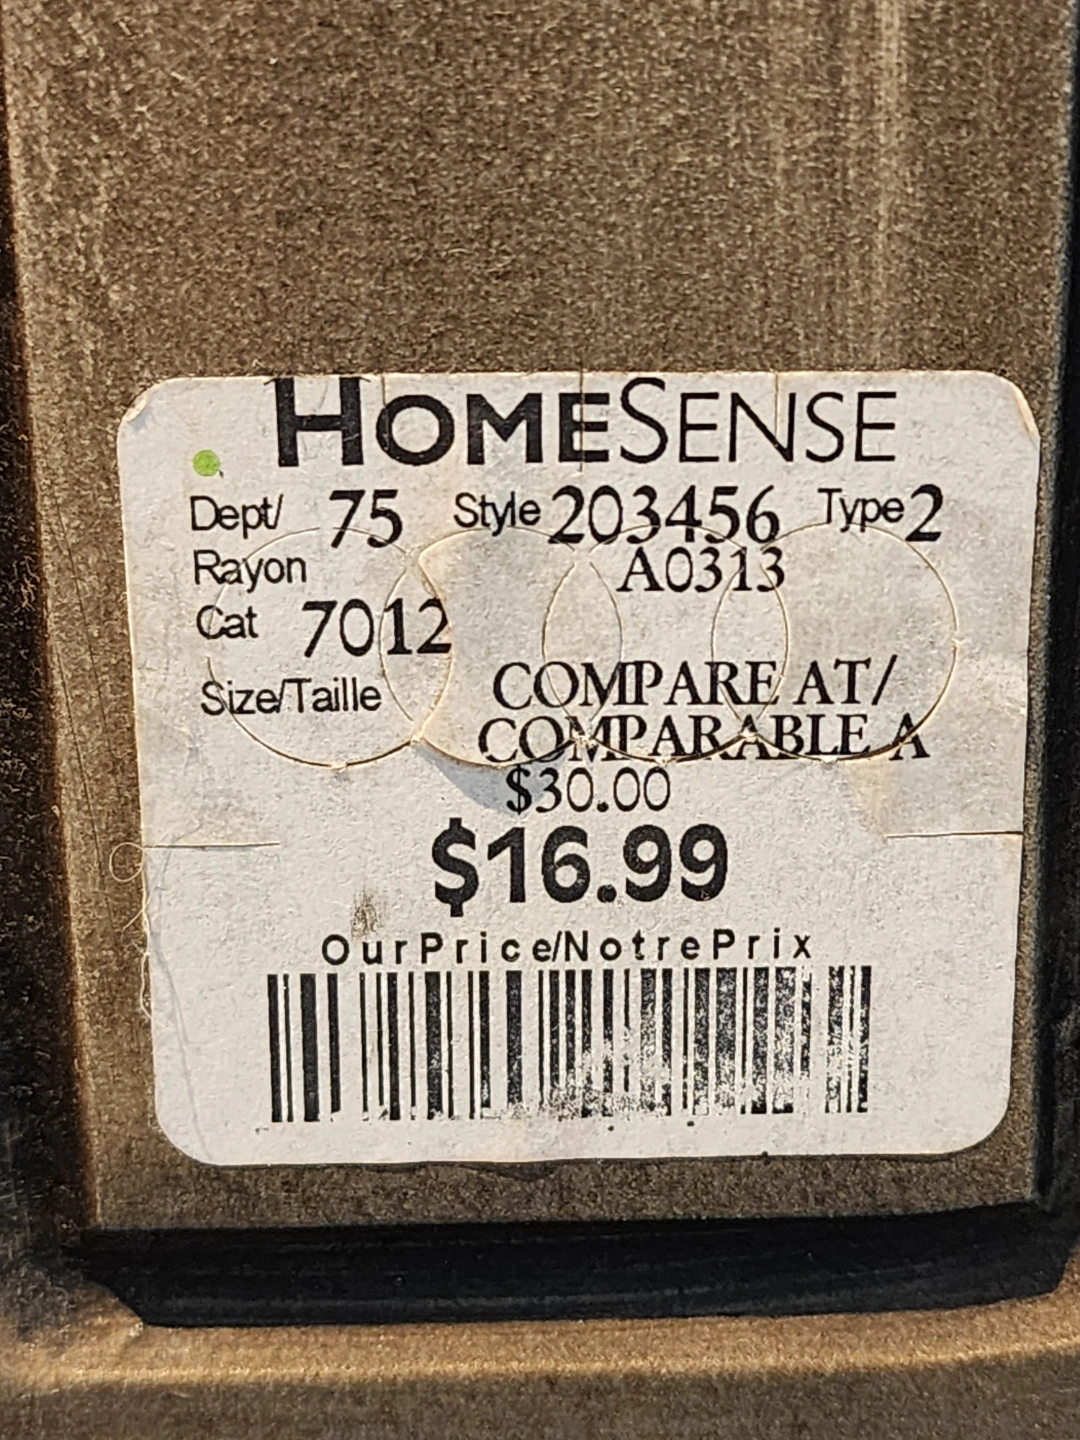 HOMESENSE
Dept/ 75 Style 203456 Type 2
Rayon A0313
Cat 7012
Size/Taille COMPARE AT/
COMPARABLE A
$30.00
$16.99
OurPrice/NotrePrix